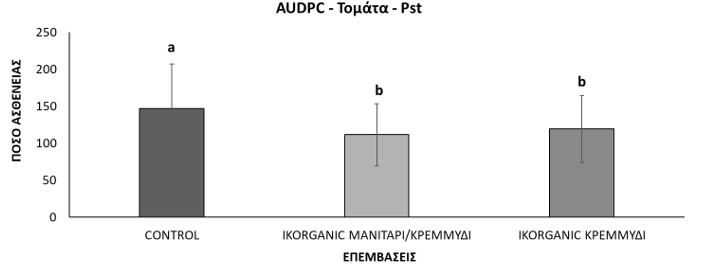 AUDPC - Τομάτα - Pst
ΠΟΣΟ ΑΣΘΕΝΕΙΑΣ
250
200
150
100
50
0
a
b
b
CONTROL
IKORGANIC ΜΑΝΙΤΑΡΙ/ΚΡΕΜΜΥΔΙ
IKORGANIC ΚΡΕΜΜΥΔΙ
ΕΠΕΜΒΑΣΕΙΣ